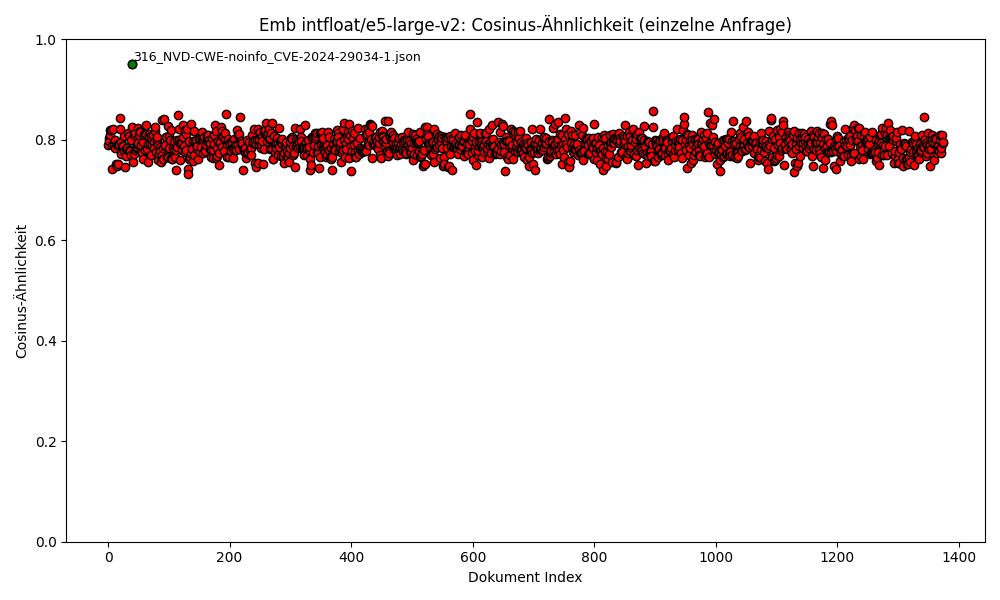 Emb intfloat/e5-large-v2: Cosinus-Ähnlichkeit (einzelne Anfrage)
1.0
316_NVD-CWE-noinfo_CVE-2024-29034-1.json
0.8
0.6
Cosinus-Ähnlichkeit
0.4
0.2
0.0
0 200 400 600 800 1000 1200 1400
Dokument Index